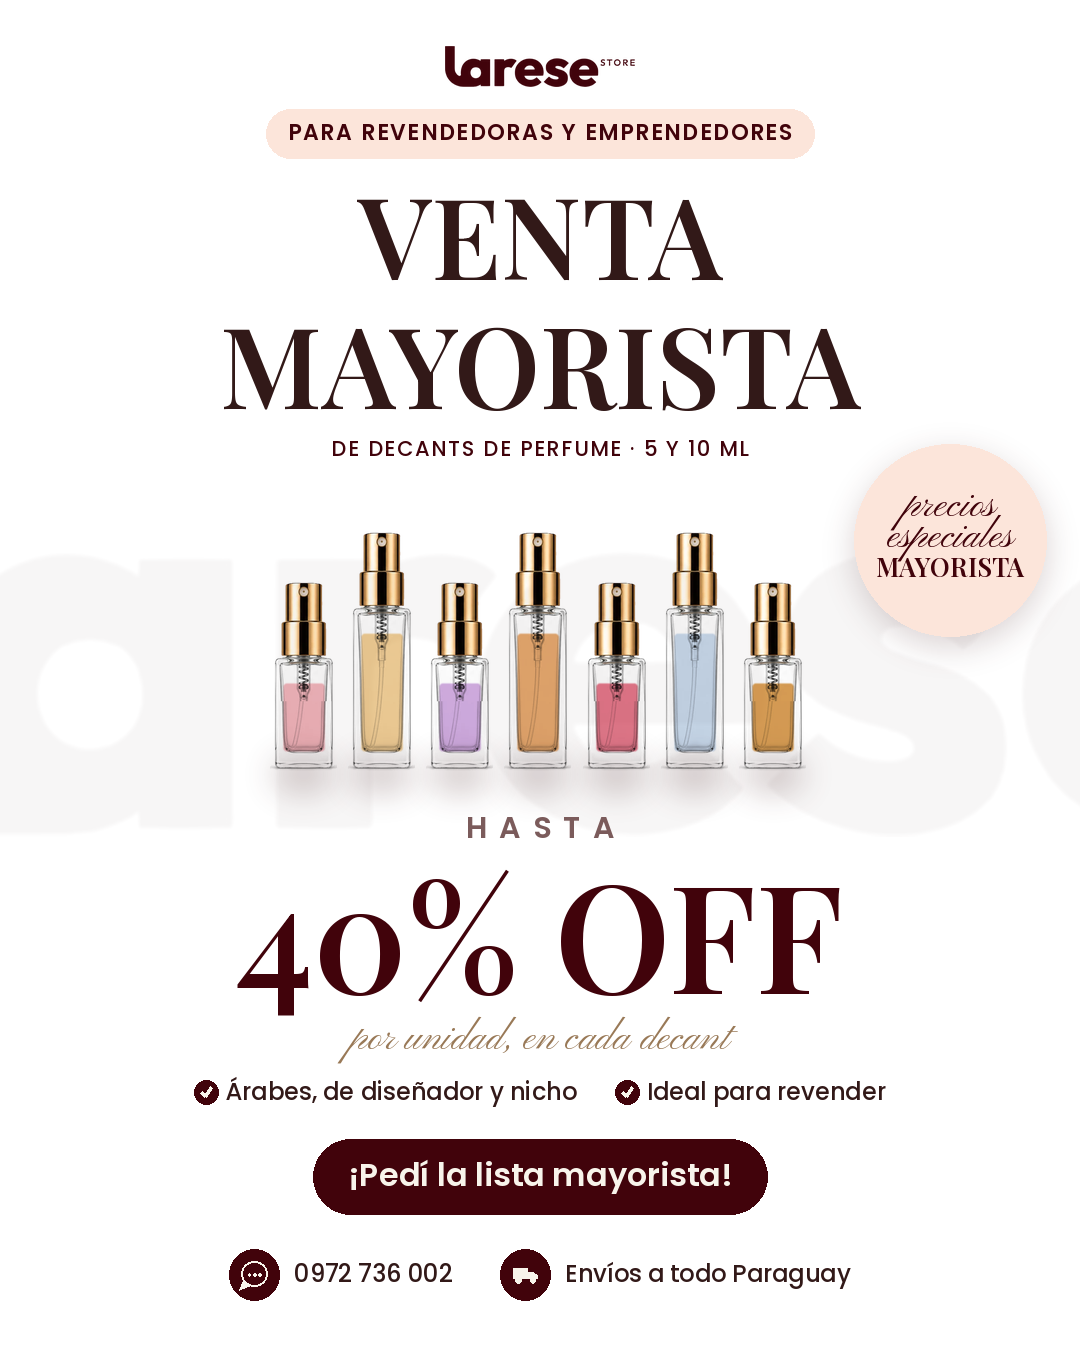 larese STORE
PARA REVENDEDORAS Y EMPRENDEDORES
VENTA
MAYORISTA
DE DECANTS DE PERFUME · 5 Y 10 ML
precios
especiales
MAYORISTA
arese
HASTA
40% OFF
por unidad, en cada decant
Árabes, de diseñador y nicho
Ideal para revender
¡Pedí la lista mayorista!
0972 736 002
Envíos a todo Paraguay